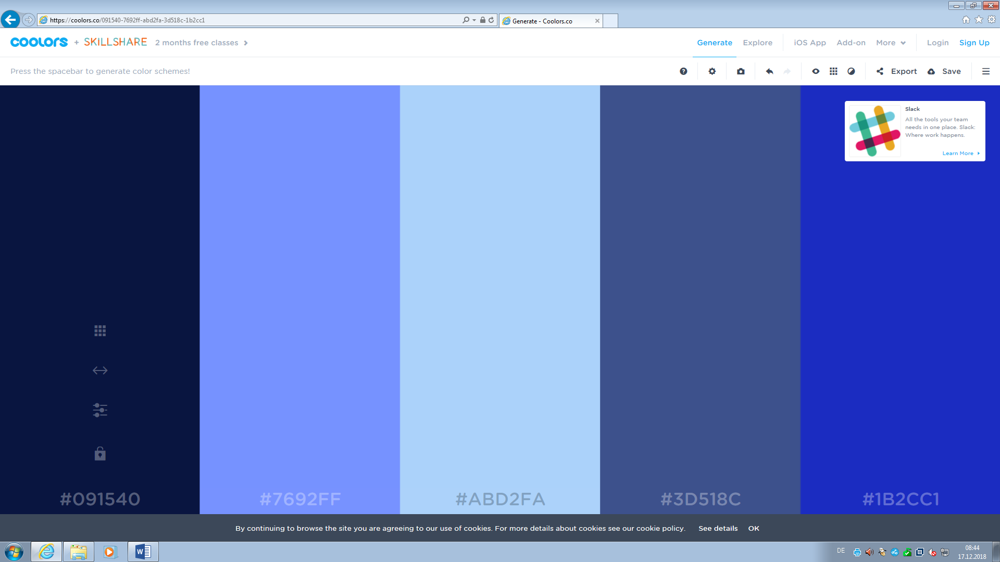 https://coolors.co/091540-7692ff-abd2fa-3d518c-1b2cc1
Generate - Coolors.co
coolors + SKILLSHARE 2 months free classes
Generate Explore iOS App Add-on More Login Sign Up
Press the spacebar to generate color schemes!
Export Save
Slack
All the tools your team
needs in one place. Slack:
Where work happens.
Learn More
#091540 #7692FF #ABD2FA #3D518C #1B2CC1
By continuing to browse the site you are agreeing to our use of cookies. For more details about cookies see our cookie policy. See details OK
W
DE
08:44
17.12.2018